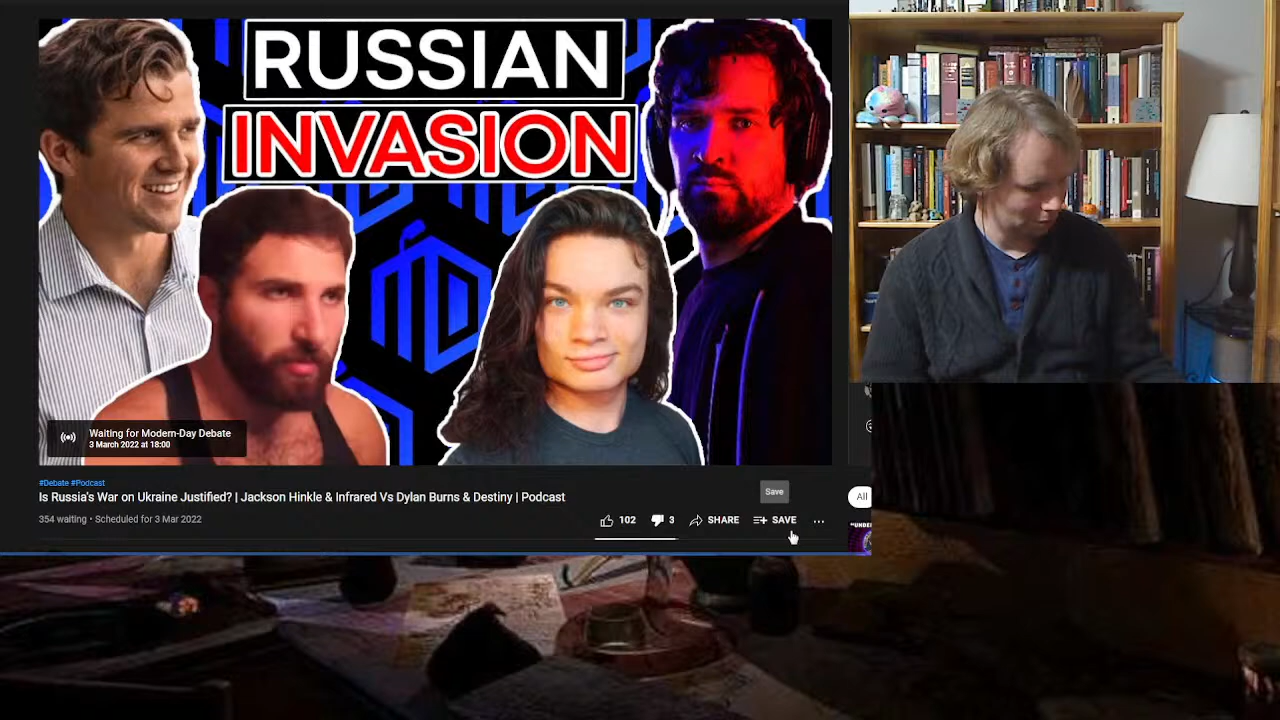 RUSSIAN
INVASION
MD
Waiting for Modern-Day Debate
3 March 2022 at 18:00
#Debate #Podcast
Is Russia's War on Ukraine Justified? | Jackson Hinkle & Infrared Vs Dylan Burns & Destiny | Podcast
Save
All
354 waiting • Scheduled for 3 Mar 2022
102
3
SHARE
SAVE
"UNDE